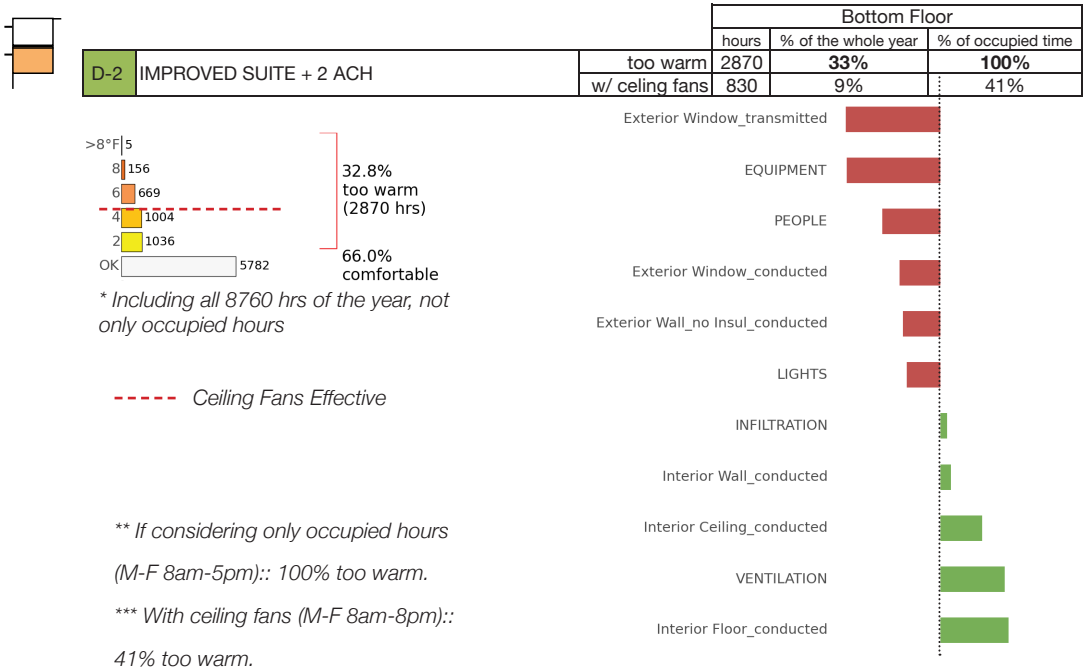 Bottom Floor
hours % of the whole year % of occupied time
D-2 IMPROVED SUITE + 2 ACH too warm 2870 33% 100%
w/ celing fans 830 9% 41%
>8°F 5
8 156
6 669
4 1004
2 1036
OK 5782
32.8%
too warm
(2870 hrs)
66.0%
comfortable
* Including all 8760 hrs of the year, not
only occupied hours
Ceiling Fans Effective
** If considering only occupied hours
(M-F 8am-5pm):: 100% too warm.
*** With ceiling fans (M-F 8am-8pm)::
41% too warm.
Exterior Window_transmitted
EQUIPMENT
PEOPLE
Exterior Window_conducted
Exterior Wall_no Insul_conducted
LIGHTS
INFILTRATION
Interior Wall_conducted
Interior Ceiling_conducted
VENTILATION
Interior Floor_conducted